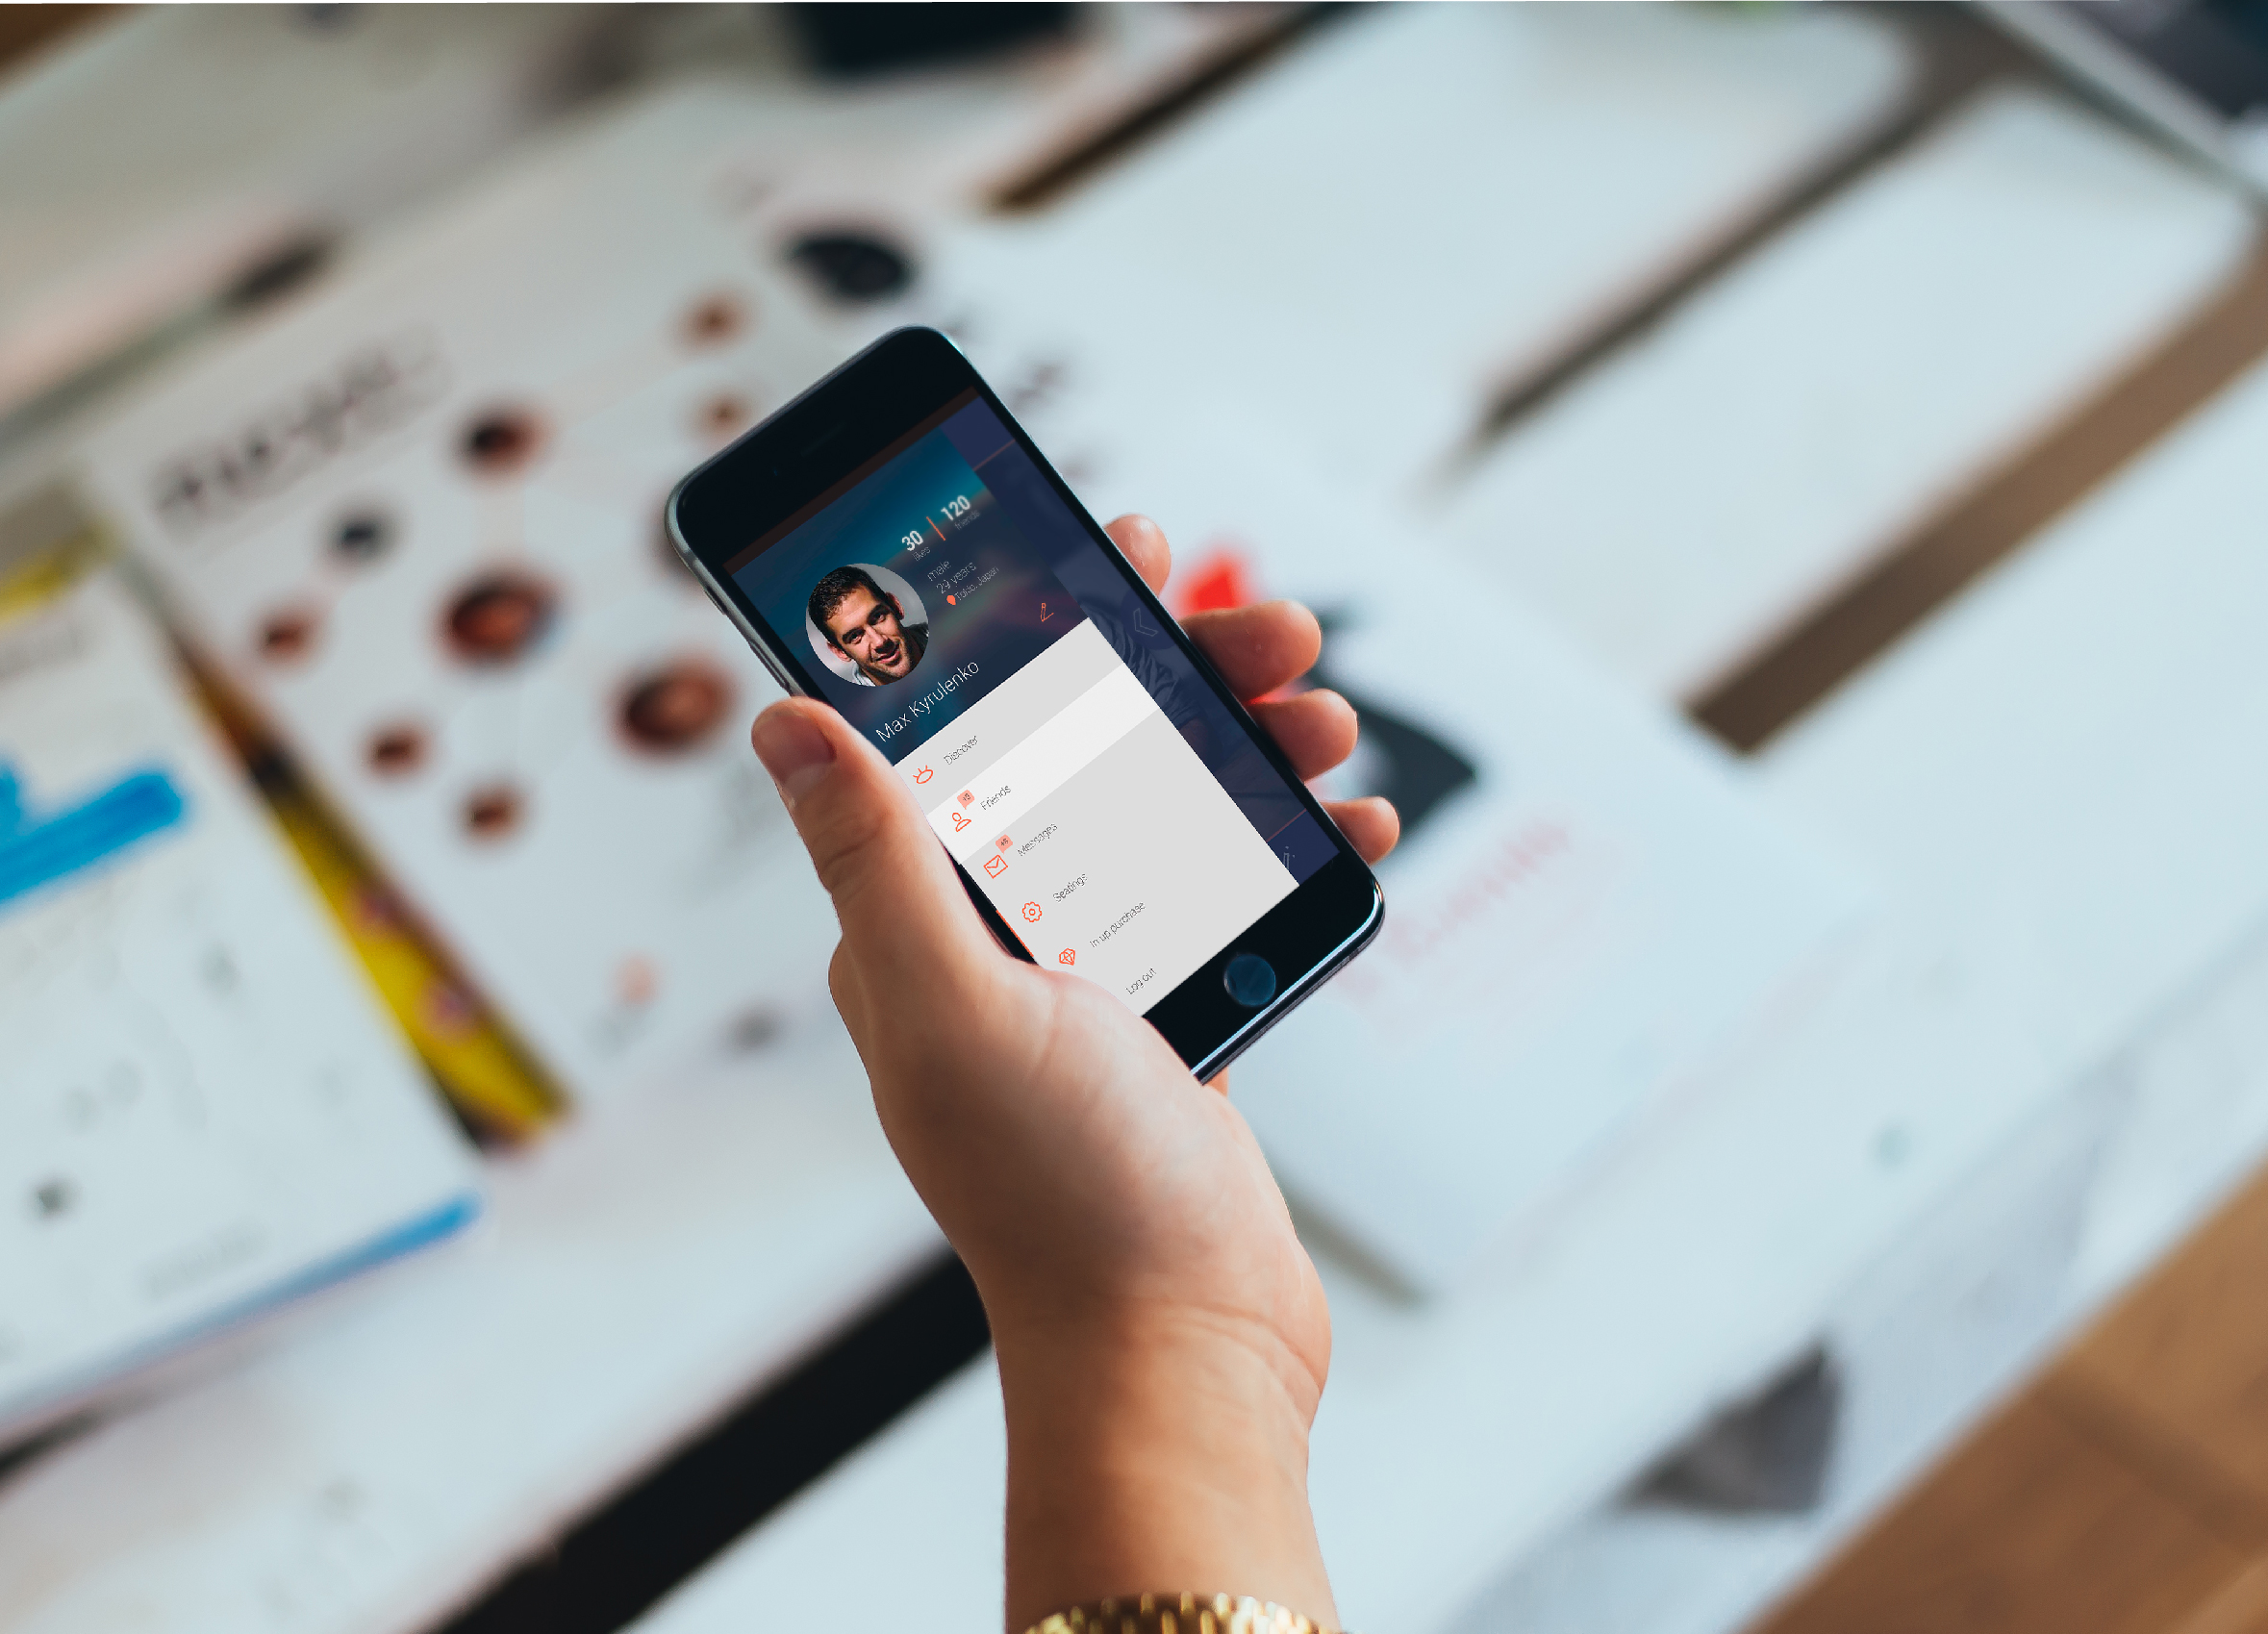 30
likes
120
friends
male
29 years
Tokio, Japan
Max Kyrulenko
Discover
Friends
Messages
Seatings
In up purchase
Log out